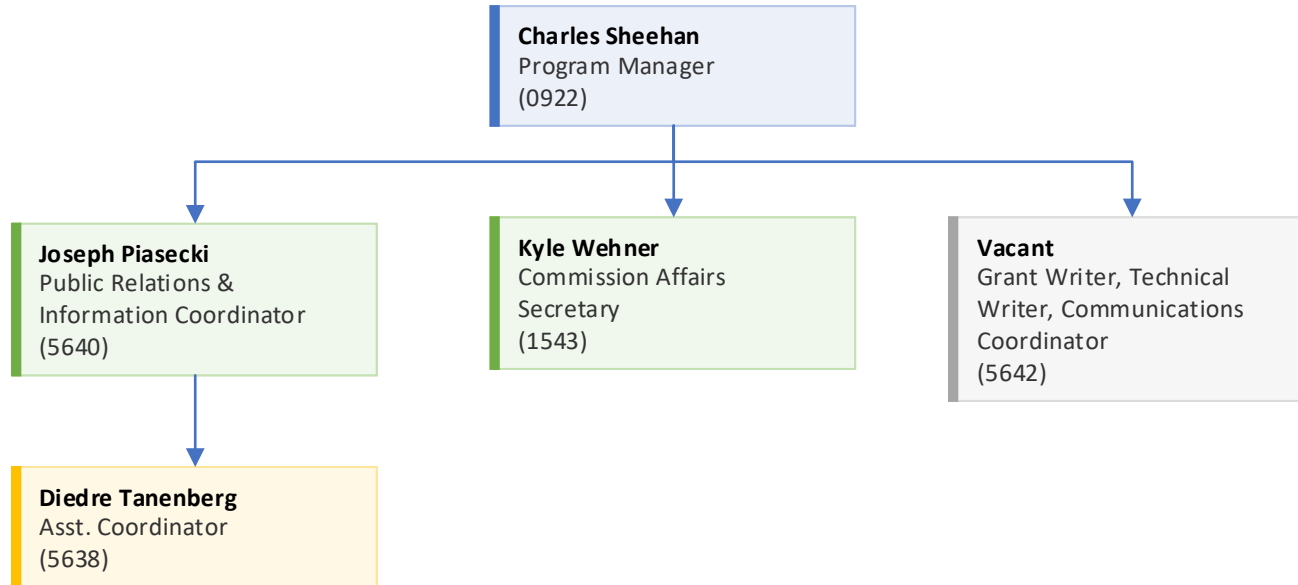 Charles Sheehan
Program Manager
(0922)
Joseph Piasecki
Public Relations &
Information Coordinator
(5640)
Kyle Wehner
Commission Affairs
Secretary
(1543)
Vacant
Grant Writer, Technical
Writer, Communications
Coordinator
(5642)
Diedre Tanenberg
Asst. Coordinator
(5638)